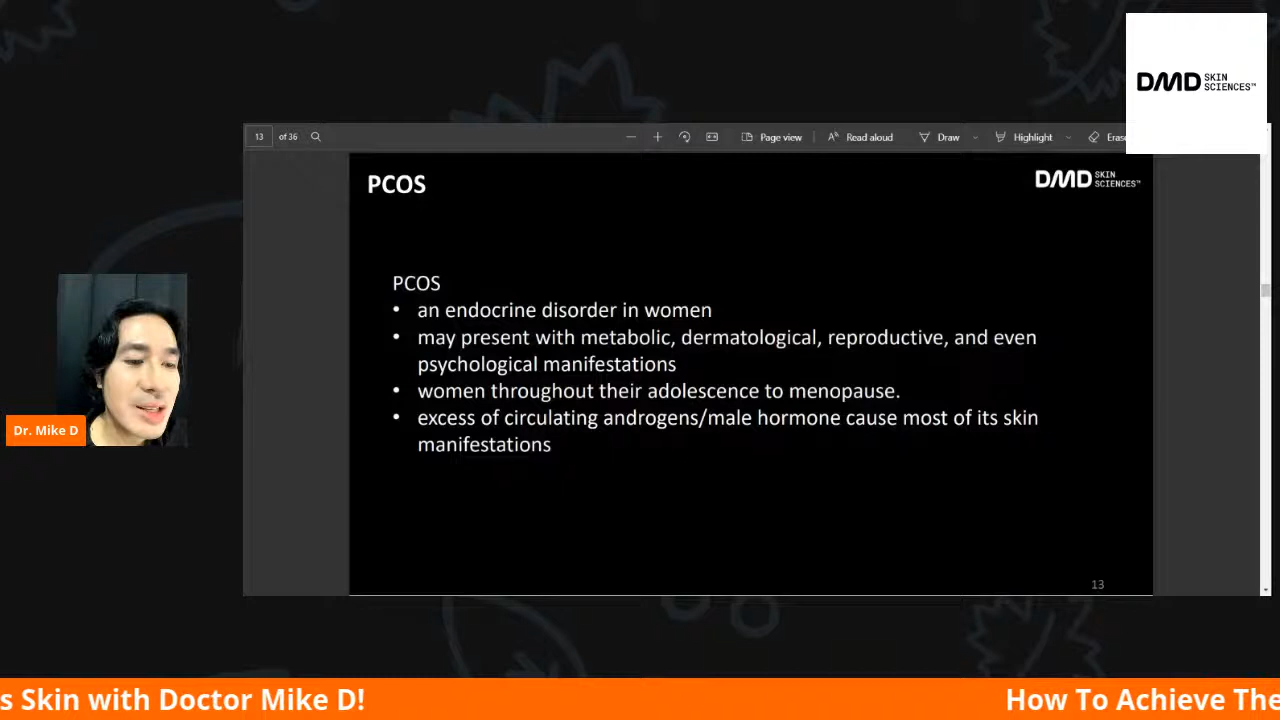 DMD SKIN SCIENCES™
13 of 36
Page view
Read aloud
Draw
Highlight
Eras
PCOS
DMD SKIN SCIENCES™
PCOS
• an endocrine disorder in women
• may present with metabolic, dermatological, reproductive, and even
psychological manifestations
• women throughout their adolescence to menopause.
• excess of circulating androgens/male hormone cause most of its skin
manifestations
13
Dr. Mike D
s Skin with Doctor Mike D!
How To Achieve The